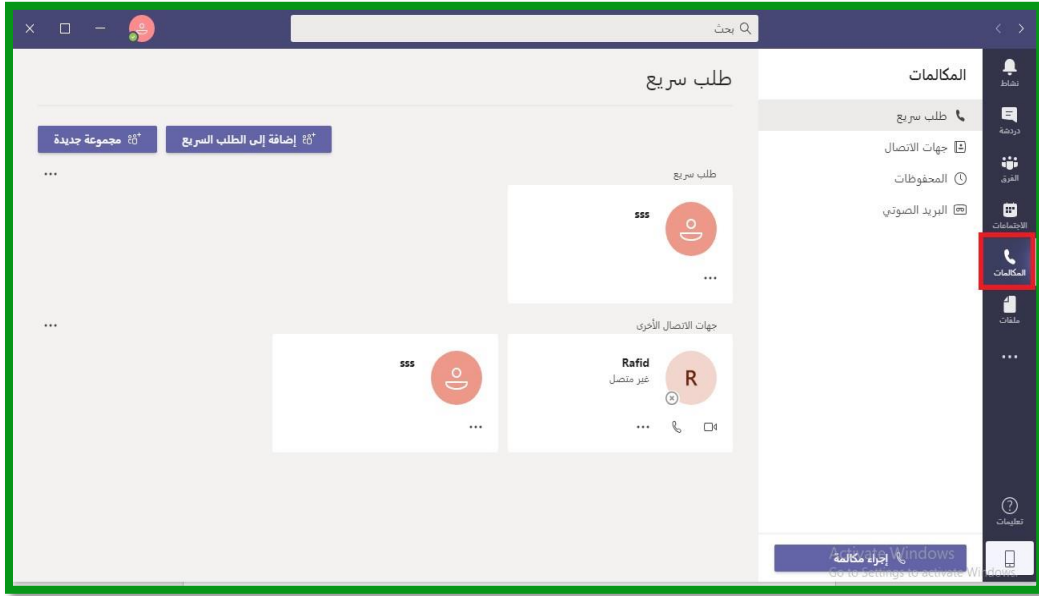 بحث
نشاط
دردشة
الفرق
الاجتماعات
المكالمات
ملفات
تعليمات
المكالمات
طلب سريع
جهات الاتصال
المحفوظات
البريد الصوتي
إجراء مكالمة
طلب سريع
إضافة إلى الطلب السريع
مجموعة جديدة
طلب سريع
sss
جهات الاتصال الأخرى
Rafid
غير متصل
R
sss
Activate Windows
Go to Settings to activate Windows.